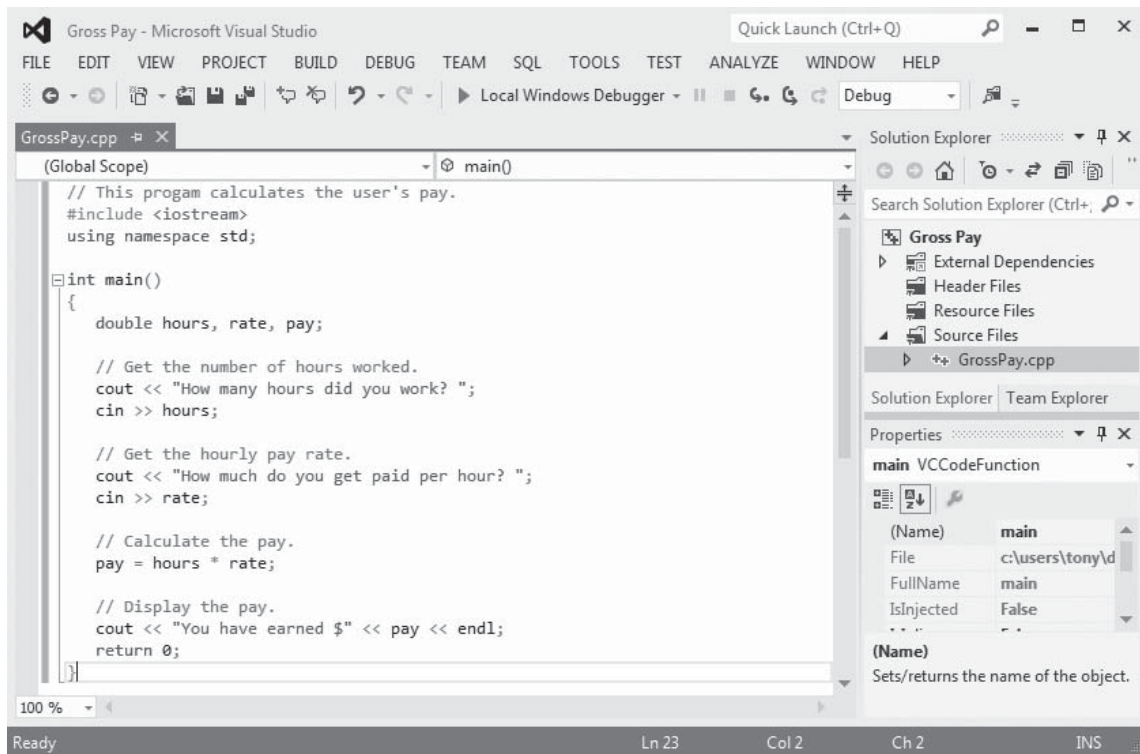 Gross Pay - Microsoft Visual Studio
Quick Launch (Ctrl+Q)
FILE EDIT VIEW PROJECT BUILD DEBUG TEAM SQL TOOLS TEST ANALYZE WINDOW HELP
Local Windows Debugger
Debug
GrossPay.cpp
(Global Scope)
main()
// This progam calculates the user's pay.
#include <iostream>
using namespace std;
int main()
{
double hours, rate, pay;
// Get the number of hours worked.
cout << "How many hours did you work? ";
cin >> hours;
// Get the hourly pay rate.
cout << "How much do you get paid per hour? ";
cin >> rate;
// Calculate the pay.
pay = hours * rate;
// Display the pay.
cout << "You have earned $" << pay << endl;
return 0;
}
100 %
Solution Explorer
Search Solution Explorer (Ctrl+;
Gross Pay
External Dependencies
Header Files
Resource Files
Source Files
GrossPay.cpp
Solution Explorer Team Explorer
Properties
main VCCodeFunction
(Name) main
File c:\users\tony\d
FullName main
IsInjected False
(Name)
Sets/returns the name of the object.
Ready Ln 23 Col 2 Ch 2 INS